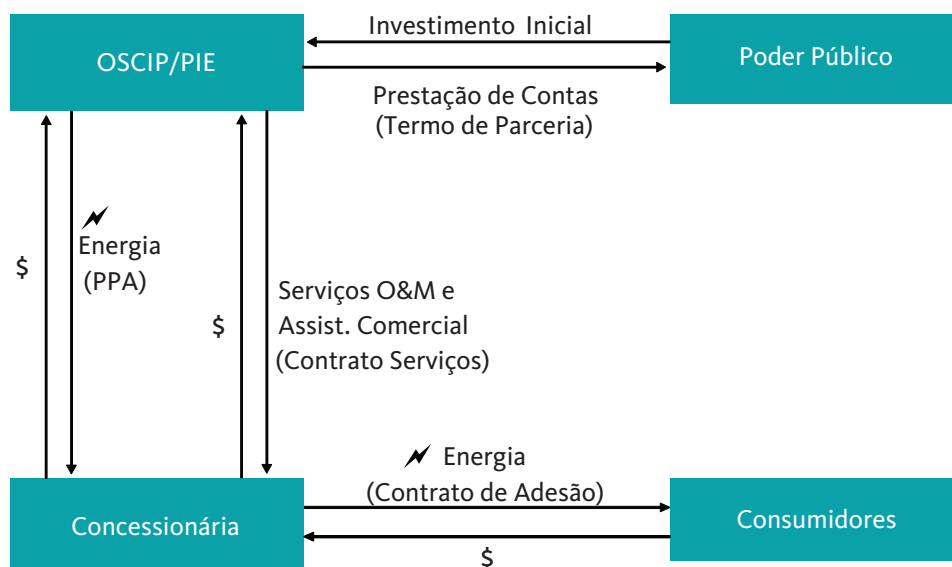 OSCIP/PIE
Investimento Inicial
Poder Público
Prestação de Contas
(Termo de Parceria)
$
Energia
(PPA)
$
Serviços O&M e
Assist. Comercial
(Contrato Serviços)
Concessionária
Energia
(Contrato de Adesão)
$
Consumidores